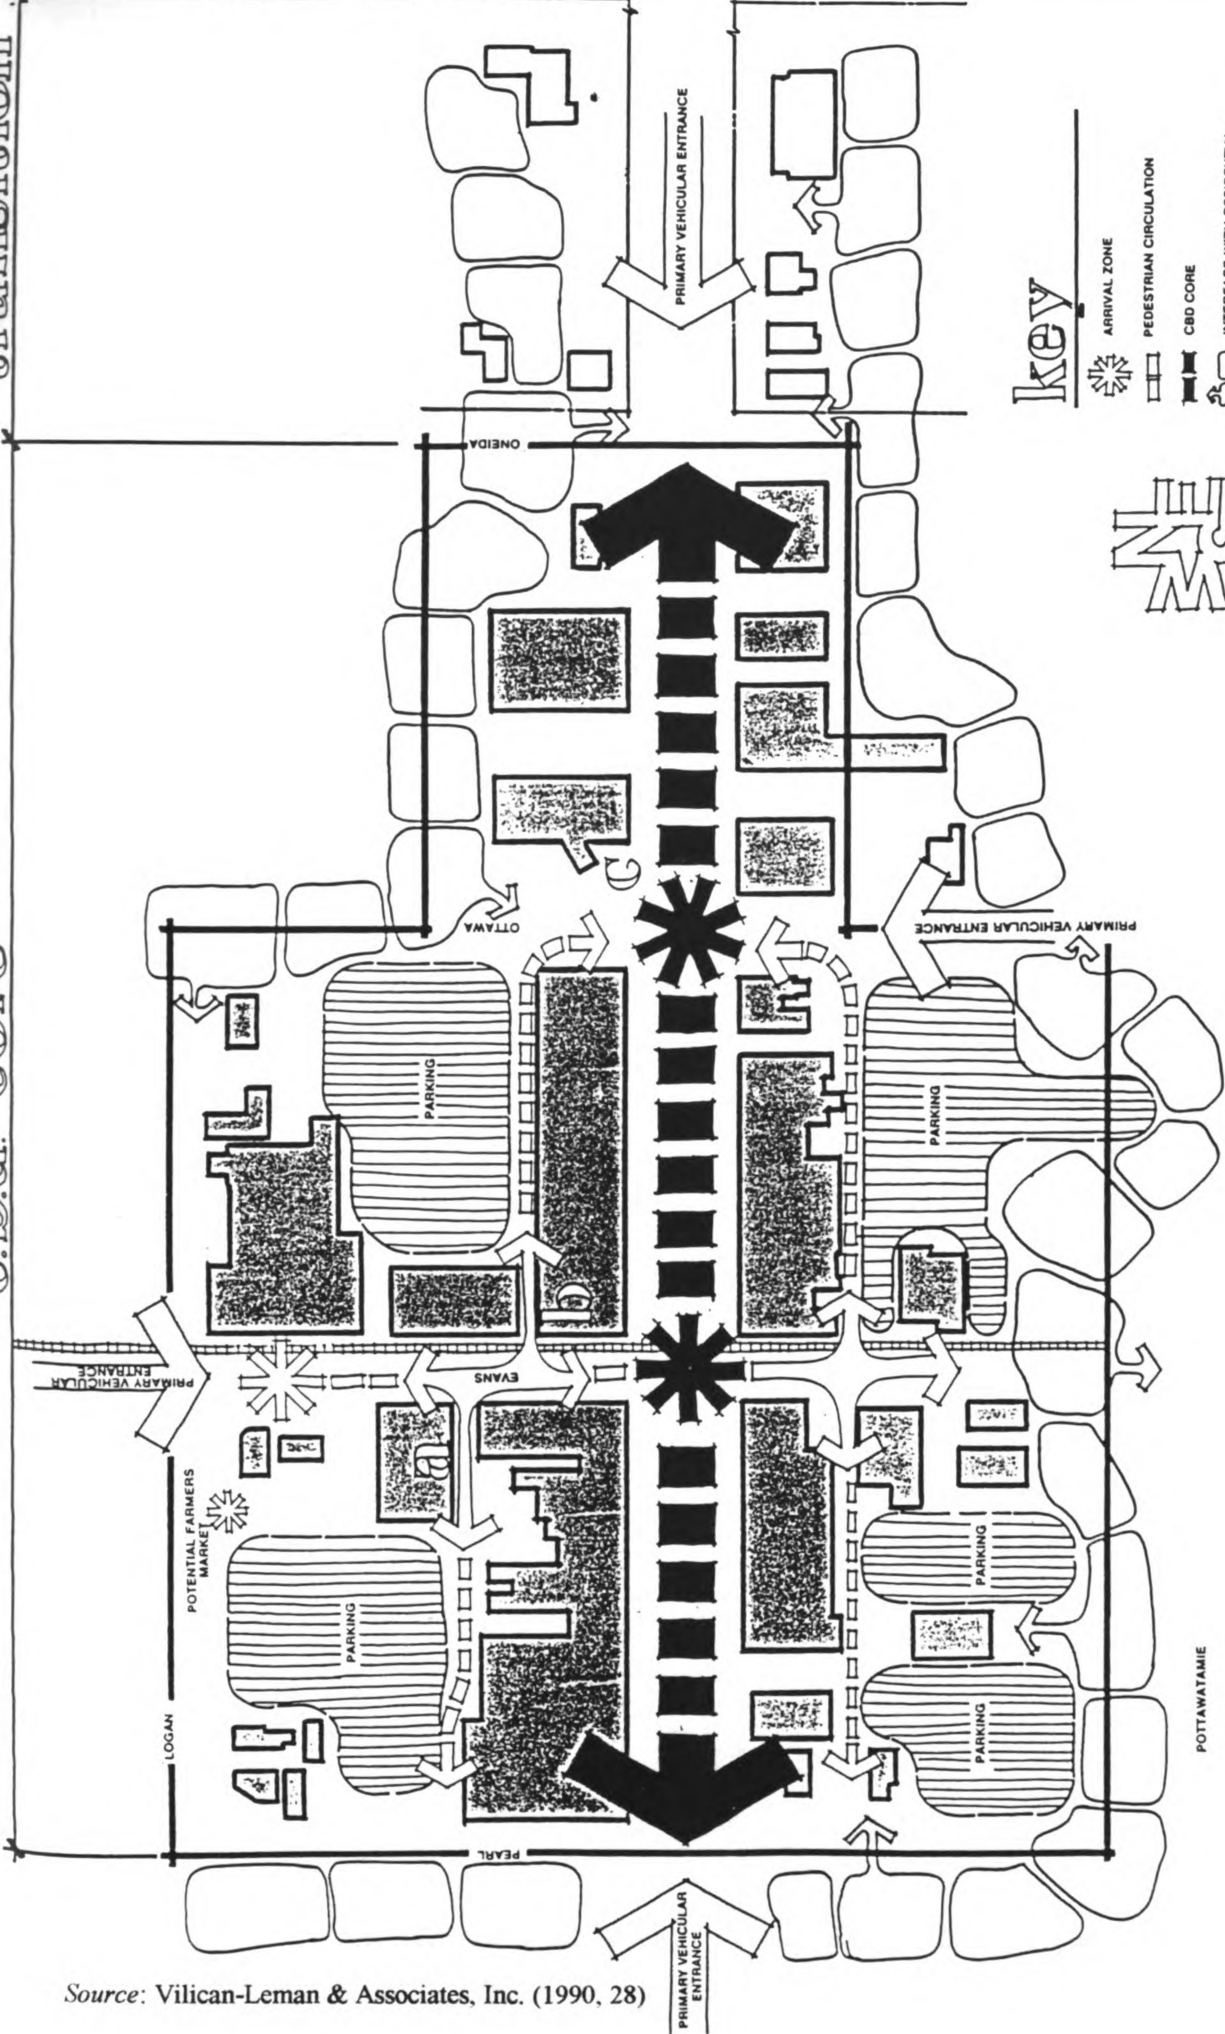 PRIMARY VEHICULAR ENTRANCE
ONEIDA
key
ARRIVAL ZONE
PEDESTRIAN CIRCULATION
CBD CORE
C
OTTAWA
PRIMARY VEHICULAR ENTRANCE
PARKING
PARKING
b
PRIMARY VEHICULAR
ENTRANCE
EVANS
a
POTENTIAL FARMERS
MARKET
PARKING
PARKING
PARKING
LOGAN
PEARL
POTTAWATAMIE
PRIMARY VEHICULAR
ENTRANCE
Source: Vilican-Leman & Associates, Inc. (1990, 28)